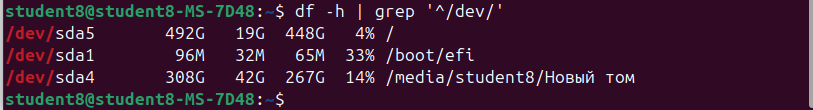 student8@student8-MS-7D48:~$ df -h | grep '^/dev/'
/dev/sda5       492G   19G  448G   4% /
/dev/sda1        96M   32M   65M  33% /boot/efi
/dev/sda4       308G   42G  267G  14% /media/student8/Новый том
student8@student8-MS-7D48:~$